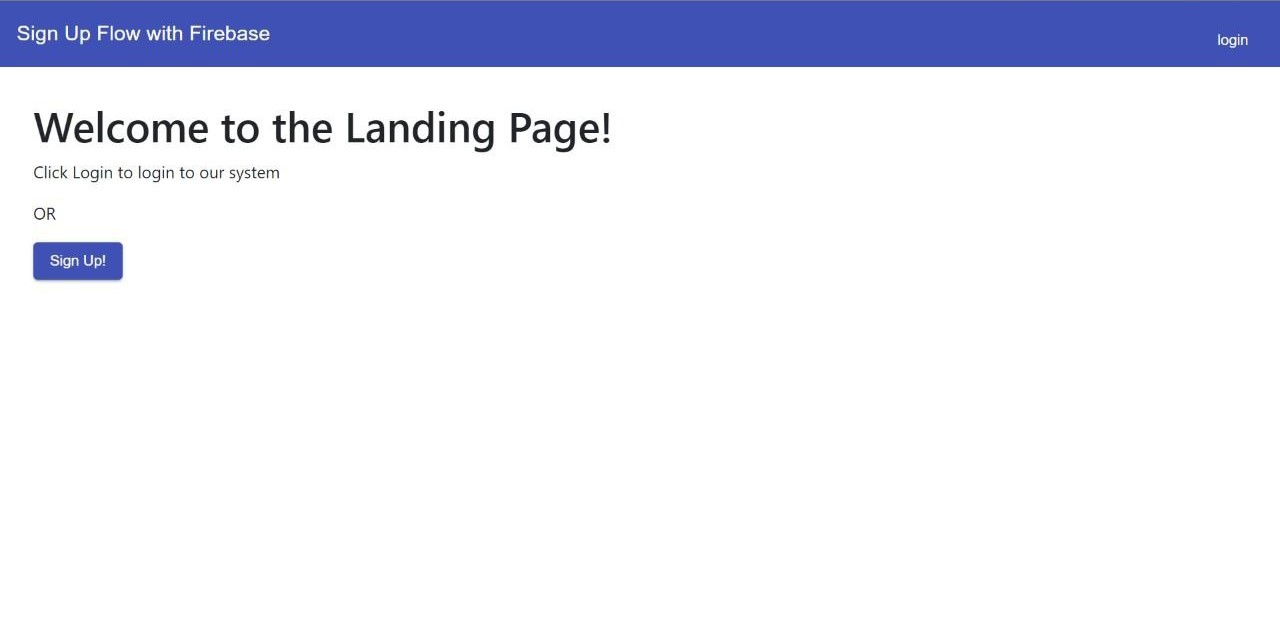 Sign Up Flow with Firebase
login
Welcome to the Landing Page!
Click Login to login to our system
OR
Sign Up!